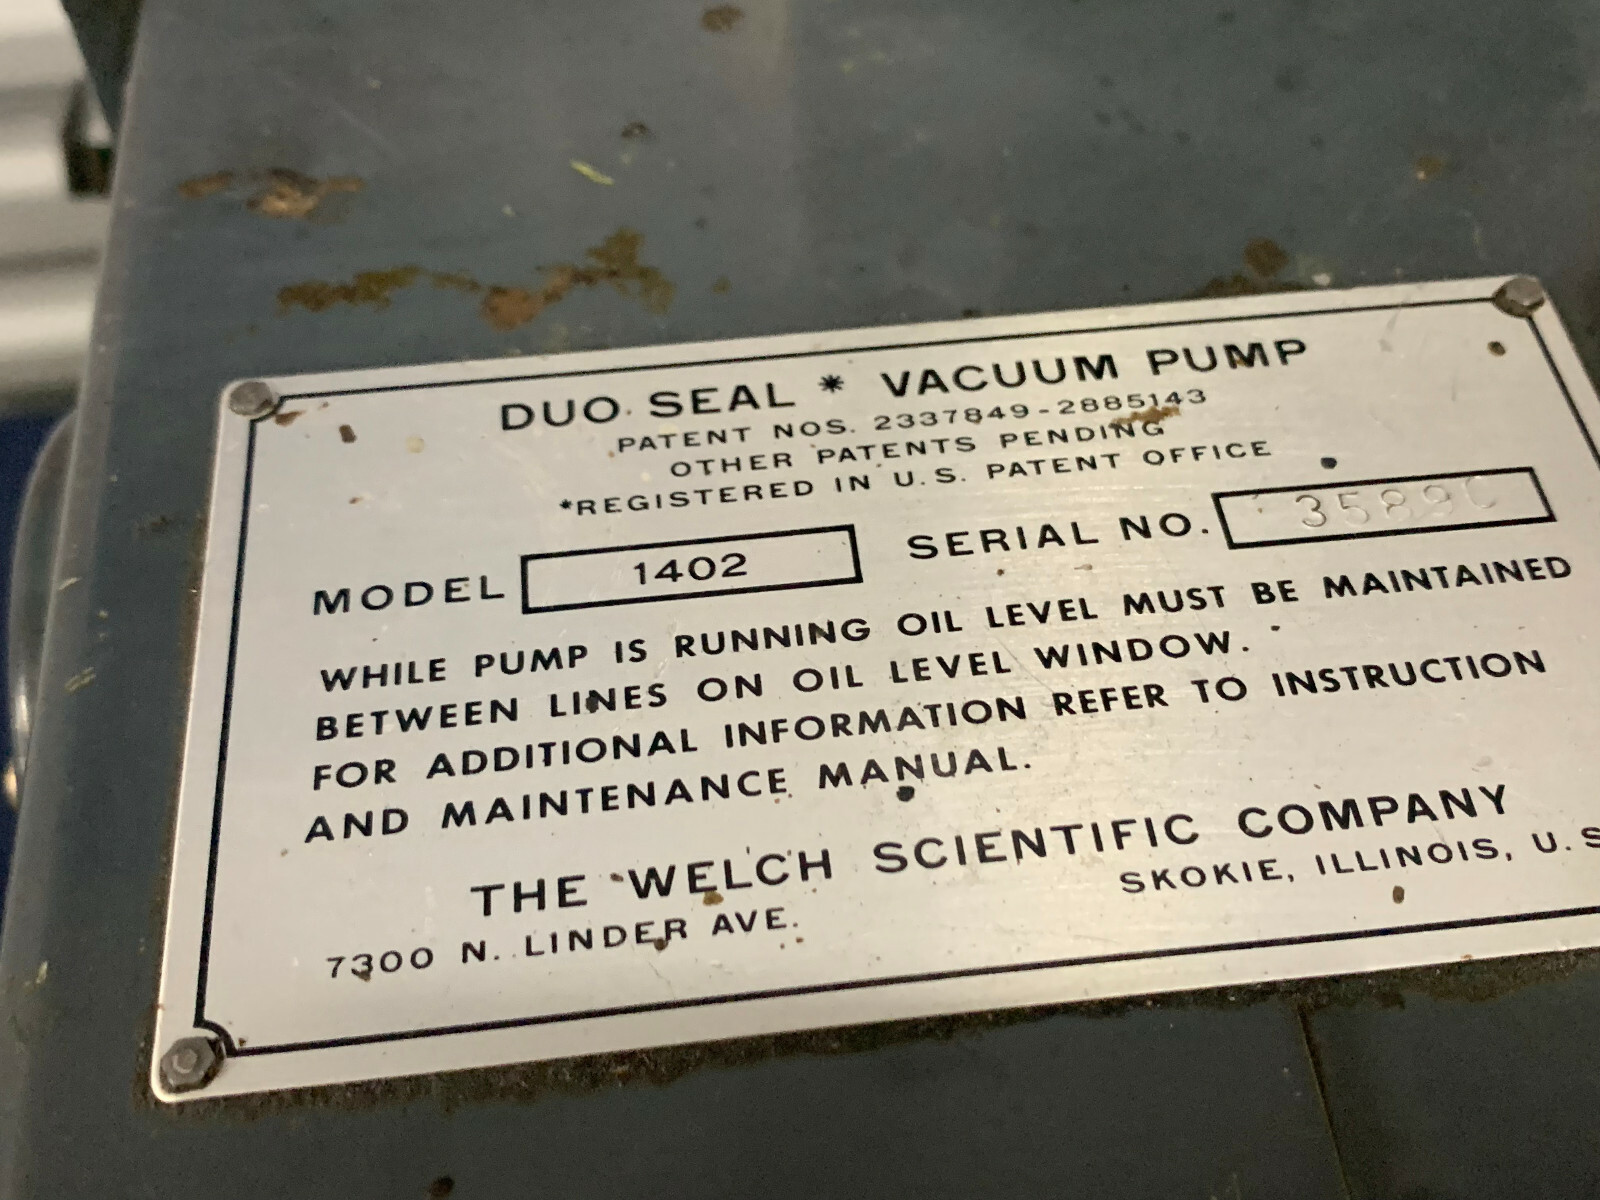 DUO SEAL * VACUUM PUMP
PATENT NOS. 2337849-2885143
OTHER PATENTS PENDING
*REGISTERED IN U.S. PATENT OFFICE
MODEL 1402 SERIAL NO.
WHILE PUMP IS RUNNING OIL LEVEL MUST BE MAINTAINED
BETWEEN LINES ON OIL LEVEL WINDOW.
FOR ADDITIONAL INFORMATION REFER TO INSTRUCTION
AND MAINTENANCE MANUAL.
THE WELCH SCIENTIFIC COMPANY
7300 N. LINDER AVE. SKOKIE, ILLINOIS, U.S